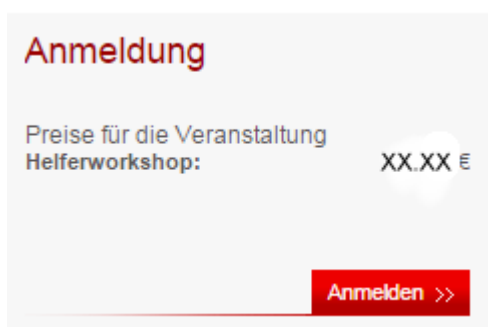 Anmeldung
Preise für die Veranstaltung
Helferworkshop: XX.XX €
Anmelden >>